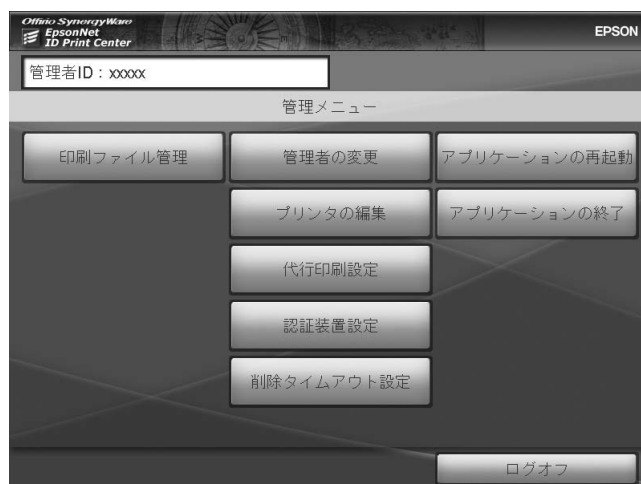 Offirio SynergyWare
EpsonNet
ID Print Center
EPSON
管理者ID：xxxxx
管理メニュー
印刷ファイル管理
管理者の変更
アプリケーションの再起動
プリンタの編集
アプリケーションの終了
代行印刷設定
認証装置設定
削除タイムアウト設定
ログオフ